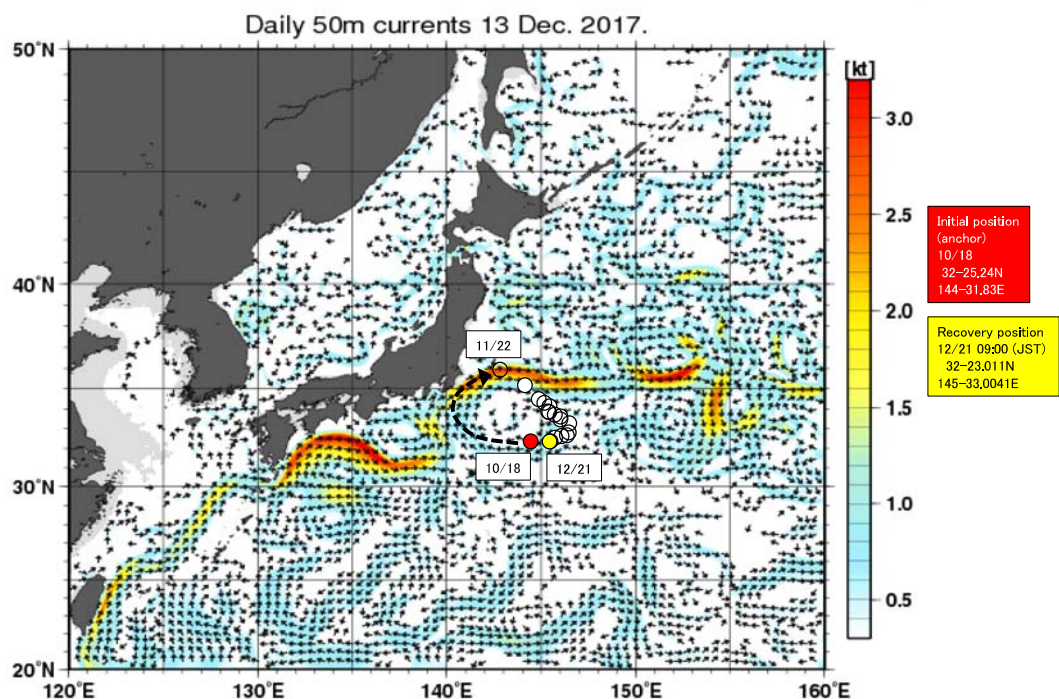 Daily 50m currents 13 Dec. 2017.
50°N
40°N
30°N
20°N
120°E
130°E
140°E
150°E
160°E
11/22
10/18
12/21
[kt]
3.0
2.5
2.0
1.5
1.0
0.5
Initial position
(anchor)
10/18
32-25.24N
144-31.83E
Recovery position
12/21 09:00 (JST)
32-23.011N
145-33.0041E